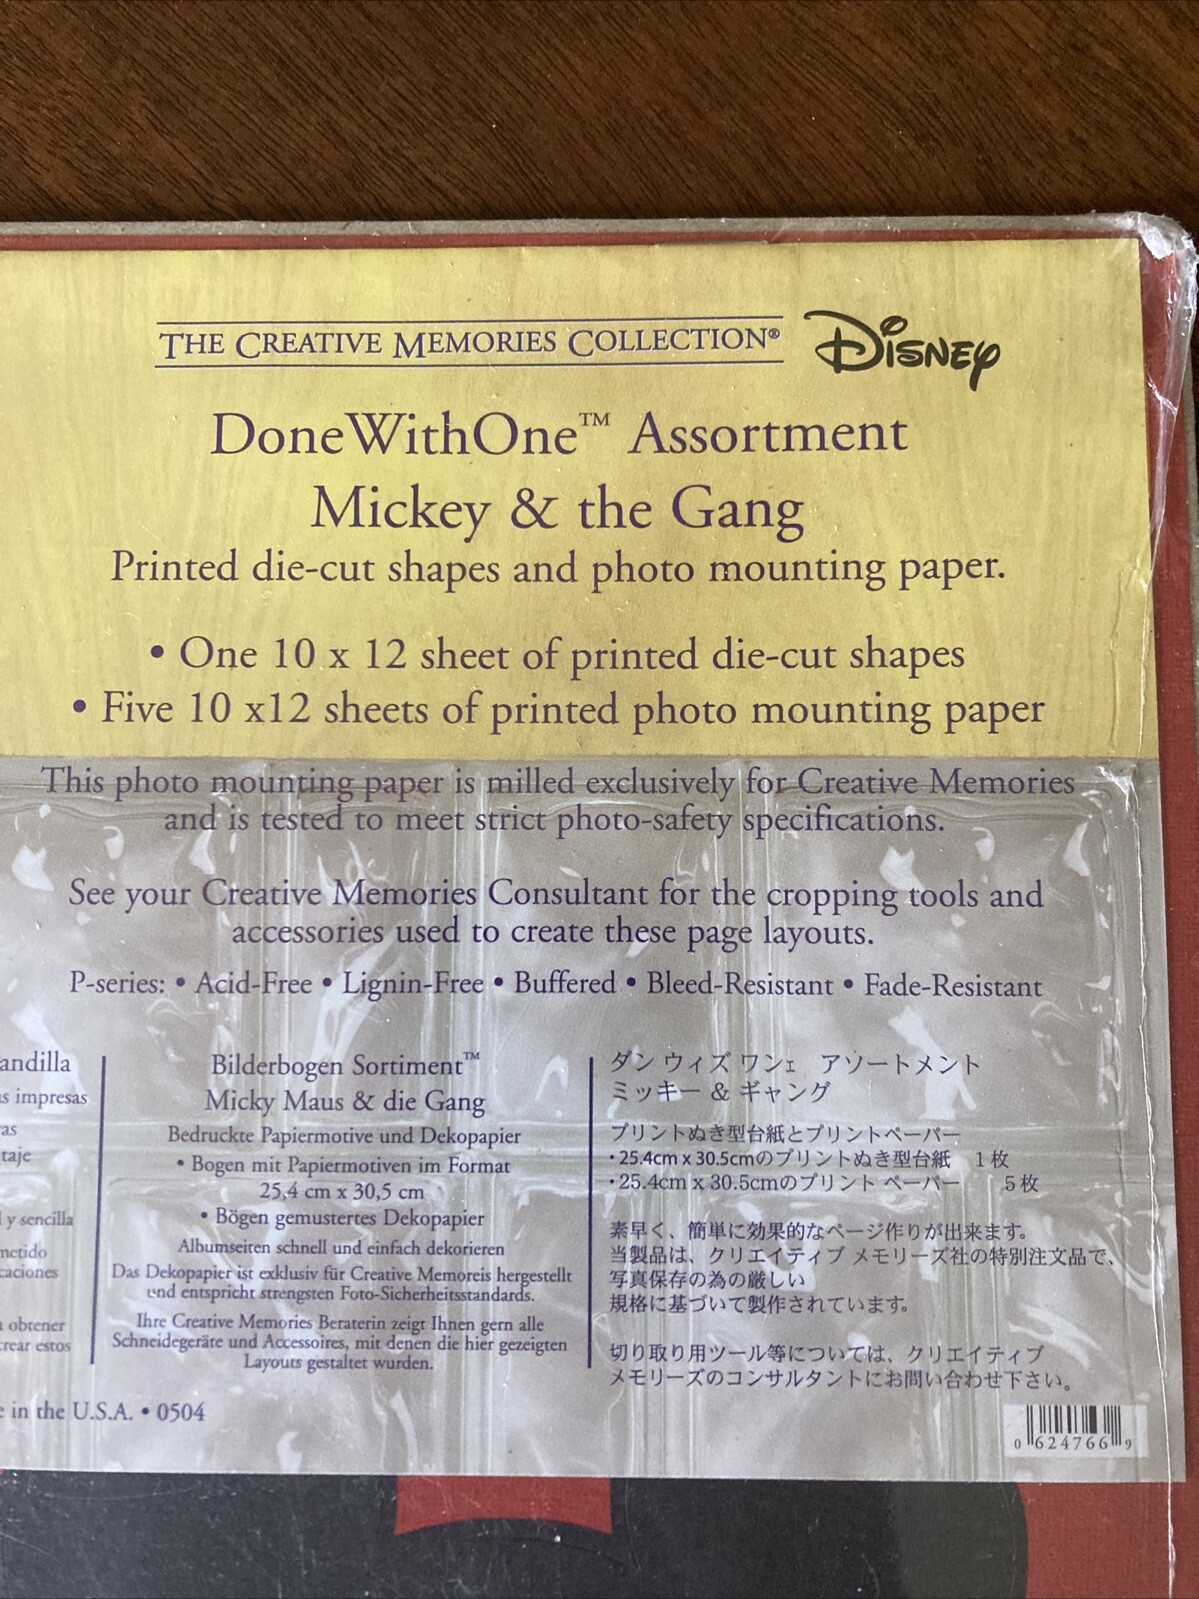 THE CREATIVE MEMORIES COLLECTION® Disney
DoneWithOne™ Assortment
Mickey & the Gang
Printed die-cut shapes and photo mounting paper.
• One 10 x 12 sheet of printed die-cut shapes
• Five 10 x12 sheets of printed photo mounting paper
This photo mounting paper is milled exclusively for Creative Memories
and is tested to meet strict photo-safety specifications.
See your Creative Memories Consultant for the cropping tools and
accessories used to create these page layouts.
P-series: • Acid-Free • Lignin-Free • Buffered • Bleed-Resistant • Fade-Resistant
andilla
s impresas
as
taje
y sencilla
metido
caciones
obtener
crear estos
Bilderbogen Sortiment™
Micky Maus & die Gang
Bedruckte Papiermotive und Dekopapier
• Bogen mit Papiermotiven im Format
25,4 cm x 30,5 cm
• Bögen gemustertes Dekopapier
Albumseiten schnell und einfach dekorieren
Das Dekopapier ist exklusiv für Creative Memoreis hergestellt
und entspricht strengsten Foto-Sicherheitsstandards.
Ihre Creative Memories Beraterin zeigt Ihnen gern alle
Schneidegeräte und Accessoires, mit denen die hier gezeigten
Layouts gestaltet wurden.
ダン ウィズ ワンェ アソートメント
ミッキー & ギャング
プリントぬき型台紙とプリントペーパー
・25.4cm x 30.5cmのプリントぬき型台紙 1枚
・25.4cm x 30.5cmのプリント ペーパー 5枚
素早く、簡単に効果的なページ作りが出来ます。
当製品は、クリエイティブ メモリーズ社の特別注文品で、
写真保存の為の厳しい
規格に基づいて製作されています。
切り取り用ツール等については、クリエイティブ
メモリーズのコンサルタントにお問い合わせ下さい。
e in the U.S.A. • 0504
0 624766 9